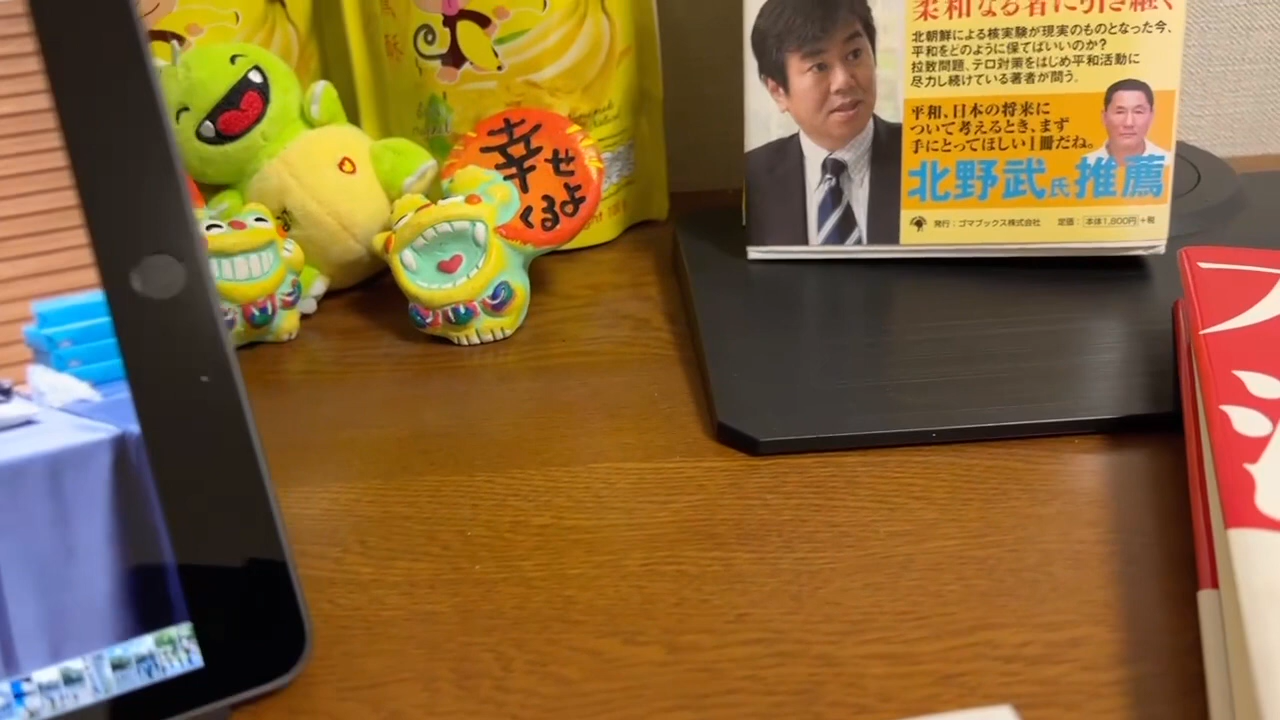 酥
幸せよ
くるよ
柔和なる者に引き継ぐ
北朝鮮による核実験が現実のものとなった今、
平和をどのように保てばいいのか?
拉致問題、テロ対策をはじめ平和活動に
尽力し続けている著者が問う。
平和、日本の将来に
ついて考えるとき、まず
手にとってほしい1冊だね。
北野武氏推薦
発行:ゴマブックス株式会社 定価:本体1,800円+税